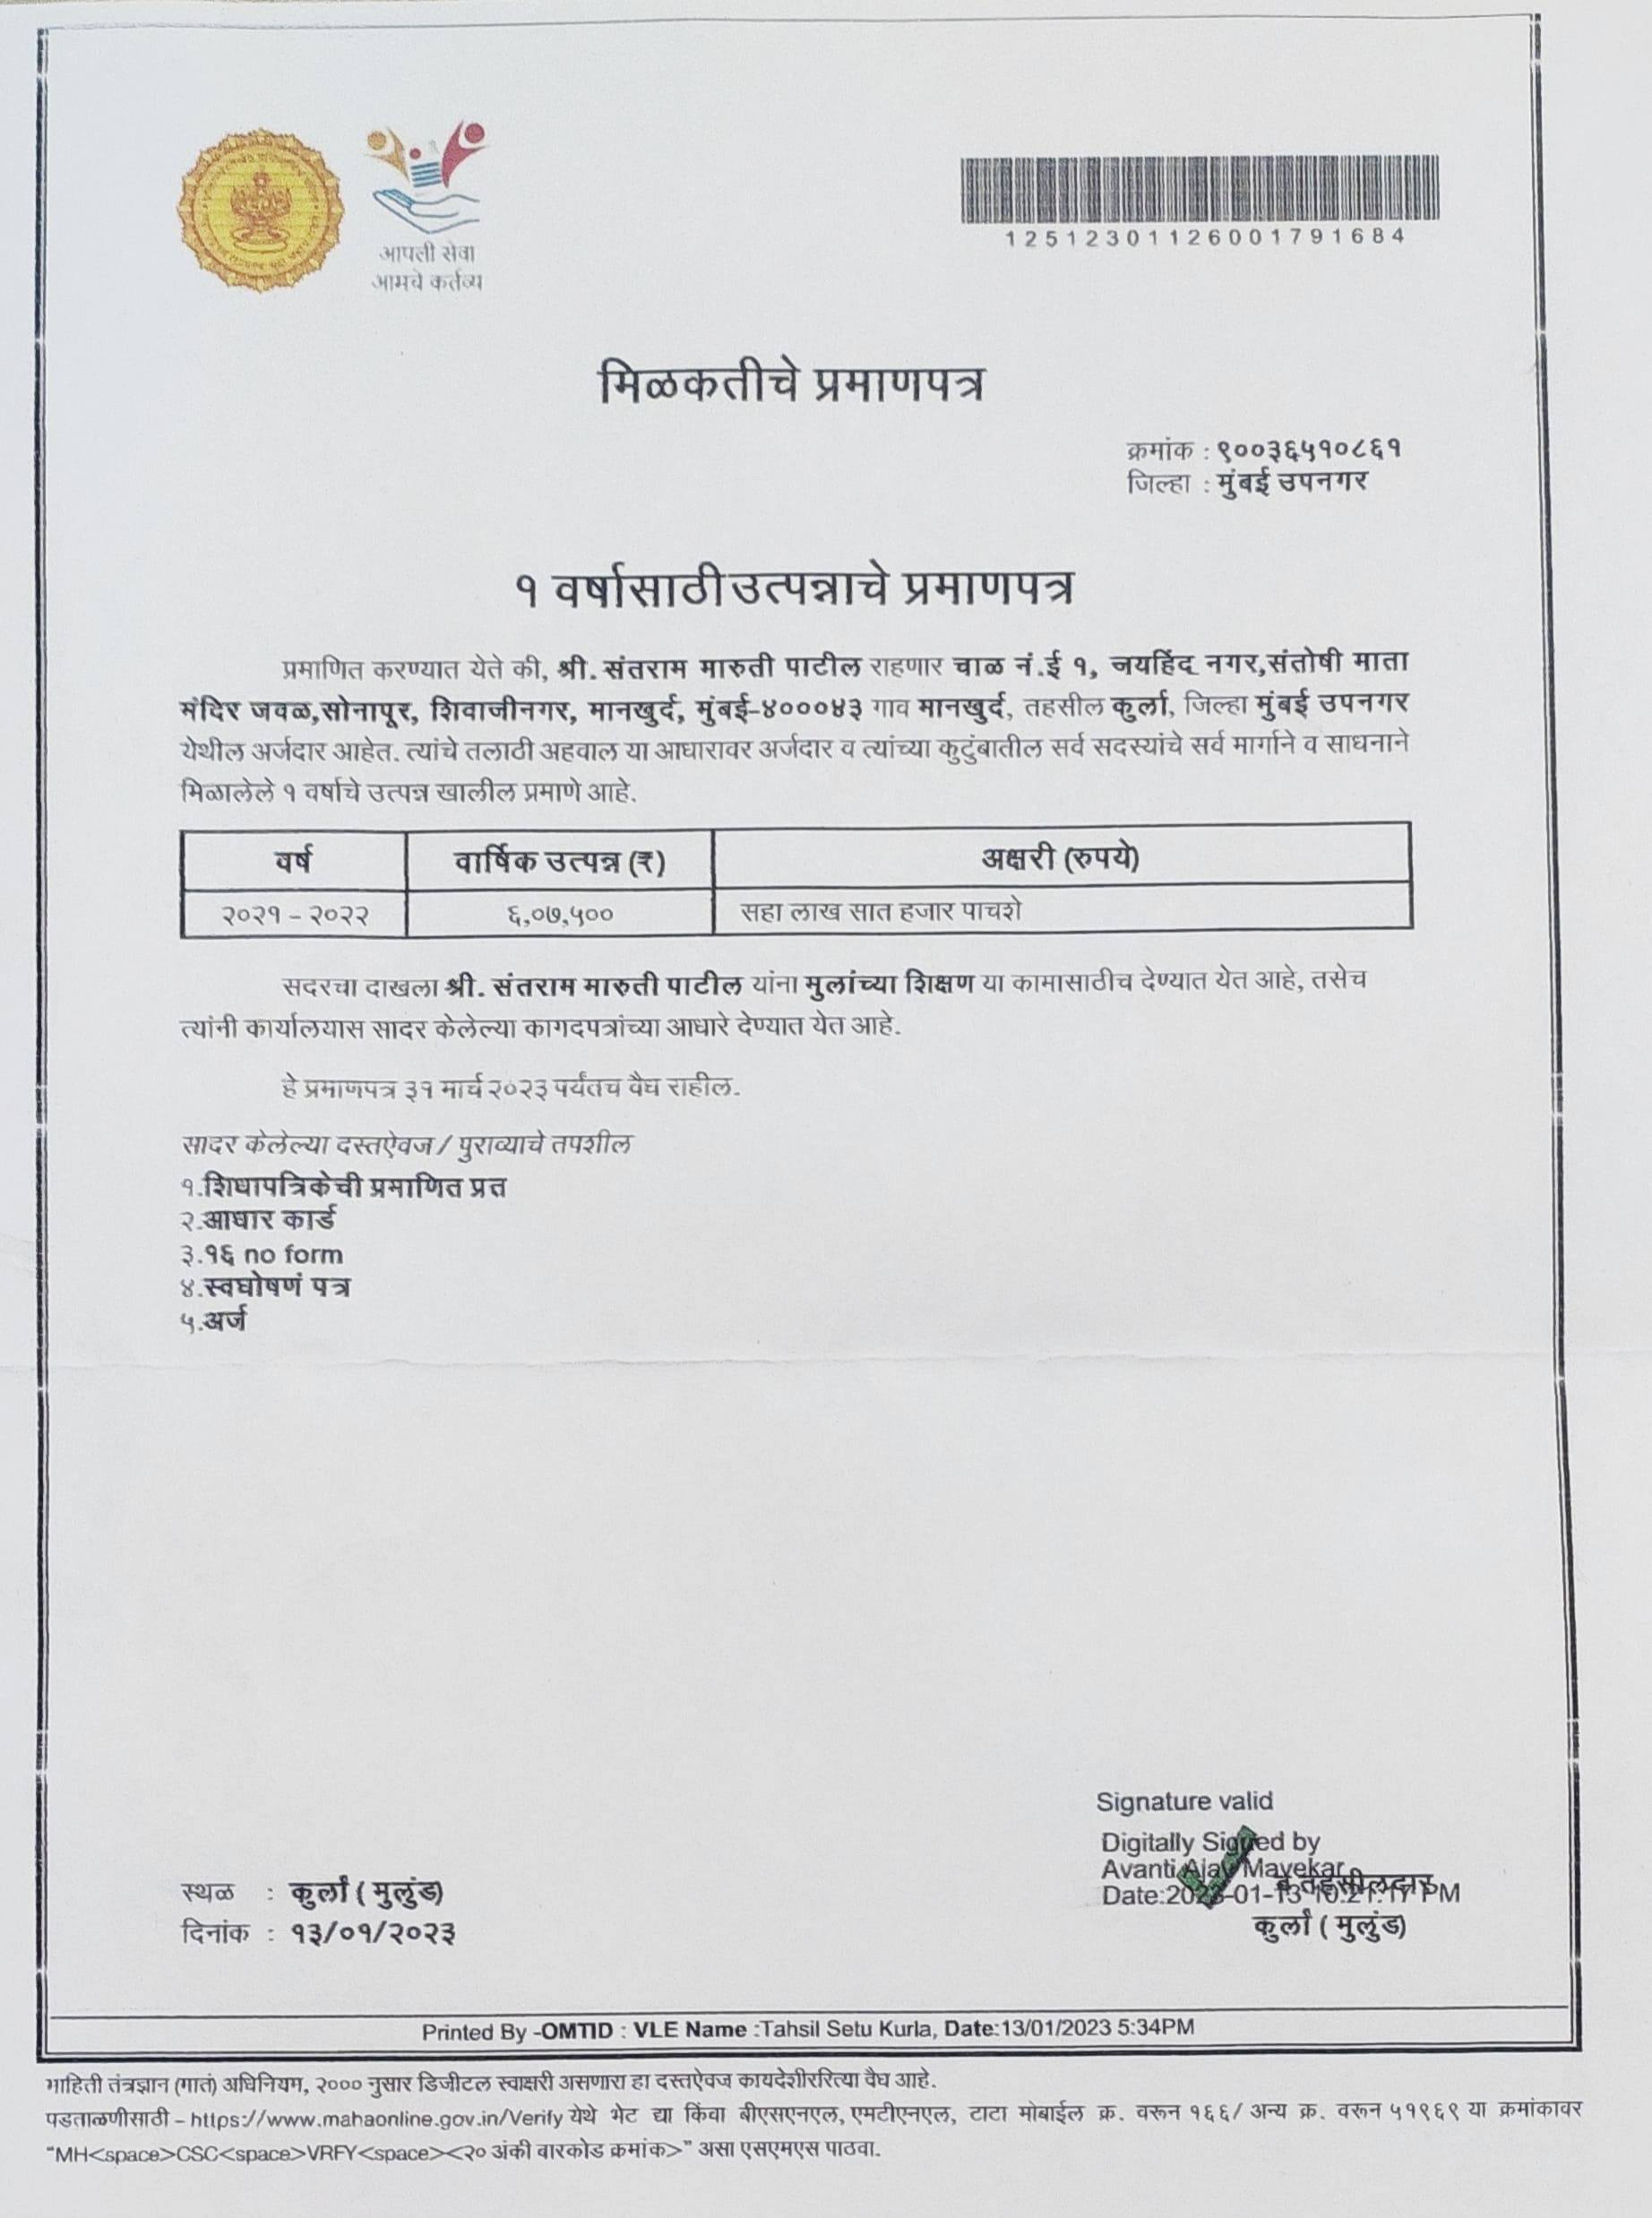 आपली सेवा
आमचे कर्तव्य
12512301126001791684
मिळकतीचे प्रमाणपत्र
क्रमांक : ९००३६५१०८६१
जिल्हा : मुंबई उपनगर
१ वर्षासाठी उत्पन्नाचे प्रमाणपत्र
प्रमाणित करण्यात येते की, श्री. संतराम मारुती पाटील राहणार चाळ नं.ई १, जयहिंद नगर,संतोषी माता
मंदिर जवळ,सोनापूर, शिवाजीनगर, मानखुर्द, मुंबई-४०००४३ गाव मानखुर्द, तहसील कुर्ला, जिल्हा मुंबई उपनगर
येथील अर्जदार आहेत. त्यांचे तलाठी अहवाल या आधारावर अर्जदार व त्यांच्या कुटुंबातील सर्व सदस्यांचे सर्व मार्गाने व साधनाने
मिळालेले १ वर्षाचे उत्पन्न खालील प्रमाणे आहे.
वर्ष वार्षिक उत्पन्न (₹) अक्षरी (रुपये)
२०२१ - २०२२ ६,०७,५०० सहा लाख सात हजार पाचशे
सदरचा दाखला श्री. संतराम मारुती पाटील यांना मुलांच्या शिक्षण या कामासाठीच देण्यात येत आहे, तसेच
त्यांनी कार्यालयास सादर केलेल्या कागदपत्रांच्या आधारे देण्यात येत आहे.
हे प्रमाणपत्र ३१ मार्च २०२३ पर्यंतच वैध राहील.
सादर केलेल्या दस्तऐवज / पुराव्याचे तपशील
१.शिधापत्रिकेची प्रमाणित प्रत
२.आधार कार्ड
३.१६ no form
४.स्वघोषणं पत्र
५.अर्ज
Signature valid
Digitally Signed by
Avanti Ajay Mayekar
Date:2023-01-13 10:21:17 PM
तहसीलदार
कुर्ला ( मुलुंड)
स्थळ : कुर्ला ( मुलुंड)
दिनांक : १३/०१/२०२३
Printed By -OMTID : VLE Name :Tahsil Setu Kurla, Date:13/01/2023 5:34PM
माहिती तंत्रज्ञान (मातं) अधिनियम, २००० नुसार डिजीटल स्वाक्षरी असणारा हा दस्तऐवज कायदेशीररित्या वैध आहे.
पडताळणीसाठी - https://www.mahaonline.gov.in/Verify येथे भेट द्या किंवा बीएसएनएल, एमटीएनएल, टाटा मोबाईल क्र. वरून १६६/ अन्य क्र. वरून ५१९६९ या क्रमांकावर
"MH<space>CSC<space>VRFY<space><२० अंकी बारकोड क्रमांक>" असा एसएमएस पाठवा.